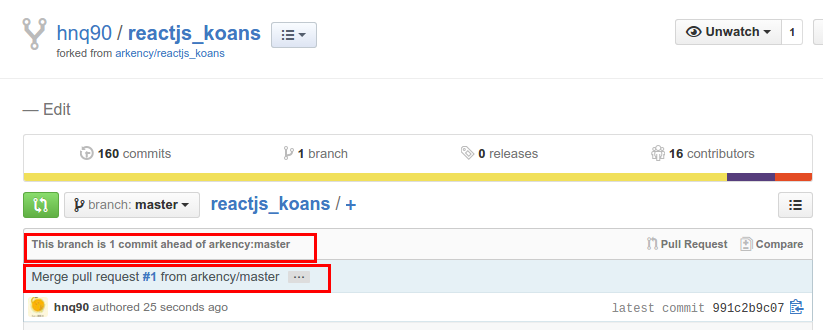 hnq90 / reactjs_koans
Unwatch 1
forked from arkency/reactjs_koans
— Edit
160 commits 1 branch 0 releases 16 contributors
branch: master reactjs_koans / +
This branch is 1 commit ahead of arkency:master Pull Request Compare
Merge pull request #1 from arkency/master ...
hnq90 authored 25 seconds ago latest commit 991c2b9c07